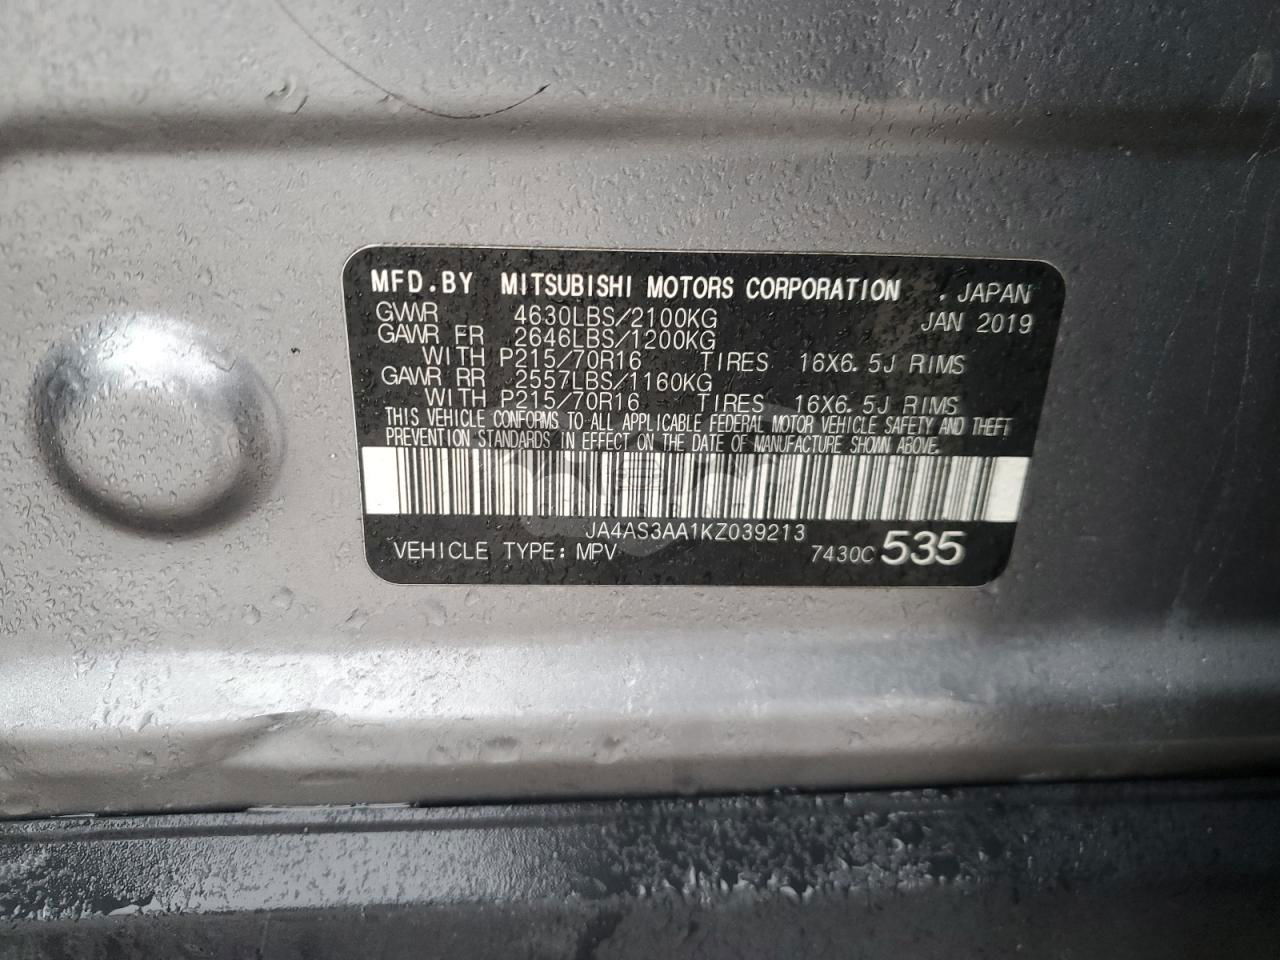 MFD.BY MITSUBISHI MOTORS CORPORATION . JAPAN
GVWR 4630LBS/2100KG JAN 2019
GAWR FR 2646LBS/1200KG
WITH P215/70R16 TIRES 16X6.5J RIMS
GAWR RR 2557LBS/1160KG
WITH P215/70R16 TIRES 16X6.5J RIMS
THIS VEHICLE CONFORMS TO ALL APPLICABLE FEDERAL MOTOR VEHICLE SAFETY AND THEFT
PREVENTION STANDARDS IN EFFECT ON THE DATE OF MANUFACTURE SHOWN ABOVE.
JA4AS3AA1KZ039213
VEHICLE TYPE: MPV 7430C 535